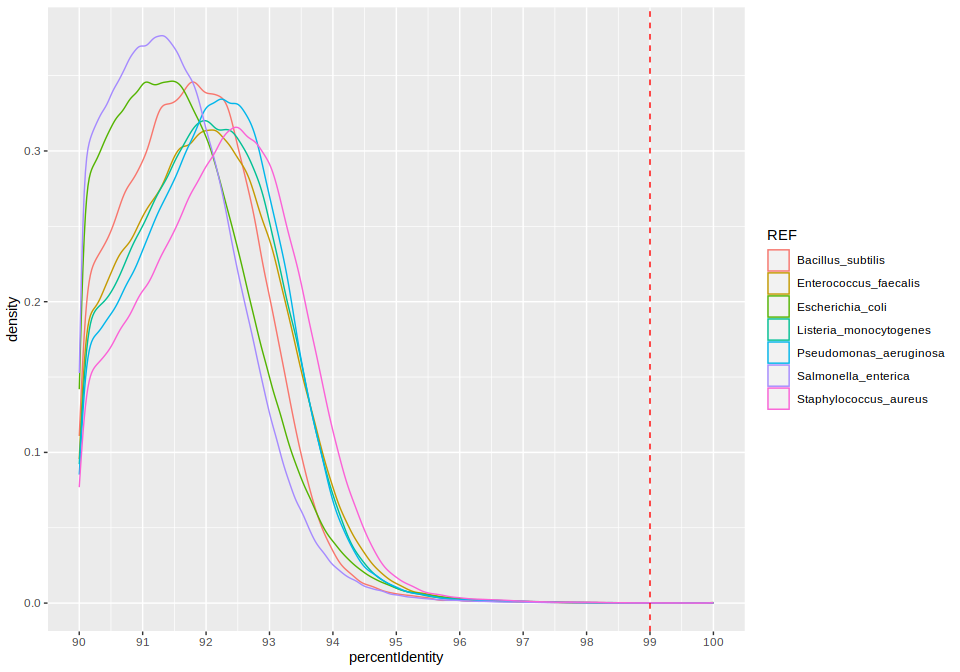 0.3
0.2
0.1
0.0
density
90 91 92 93 94 95 96 97 98 99 100
percentIdentity
REF
Bacillus_subtilis
Enterococcus_faecalis
Escherichia_coli
Listeria_monocytogenes
Pseudomonas_aeruginosa
Salmonella_enterica
Staphylococcus_aureus